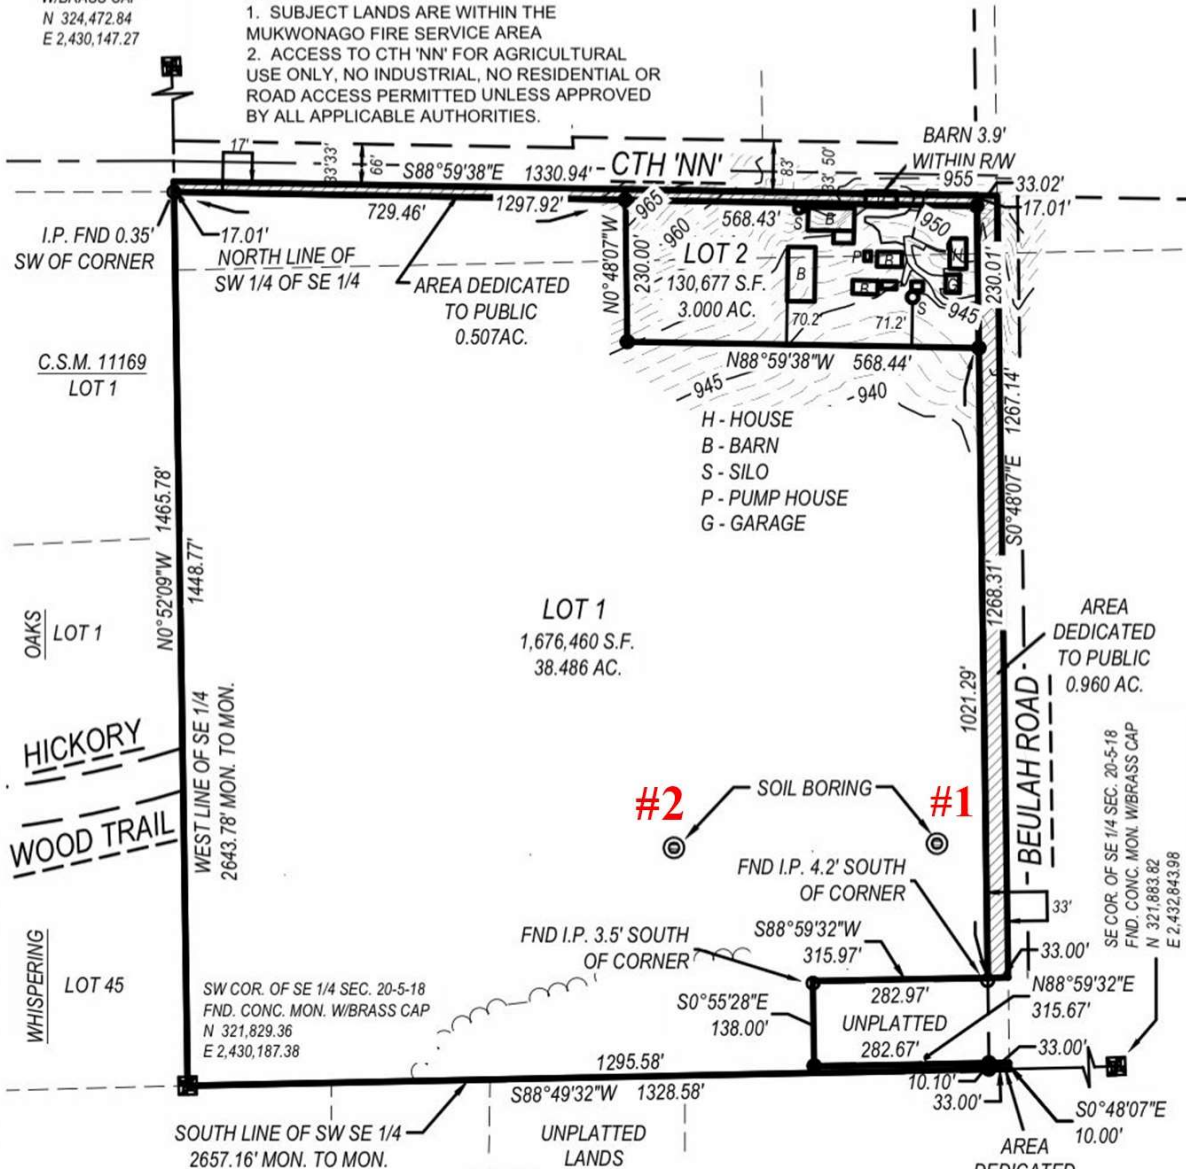 W/BRASS CAP
N 324,472.84
E 2,430,147.27
1. SUBJECT LANDS ARE WITHIN THE
MUKWONAGO FIRE SERVICE AREA
2. ACCESS TO CTH 'NN' FOR AGRICULTURAL
USE ONLY, NO INDUSTRIAL, NO RESIDENTIAL OR
ROAD ACCESS PERMITTED UNLESS APPROVED
BY ALL APPLICABLE AUTHORITIES.
17'
33'
33'
66'
S88°59'38"E 1330.94'
CTH 'NN'
83'
50'
33'
BARN 3.9'
WITHIN R/W
955
33.02'
17.01'
I.P. FND 0.35'
SW OF CORNER
17.01'
NORTH LINE OF
SW 1/4 OF SE 1/4
729.46'
1297.92'
AREA DEDICATED
TO PUBLIC
0.507AC.
N0°48'07"W
230.00'
965
960
568.43'
LOT 2
130,677 S.F.
3.000 AC.
S
B
B
P
B
B
H
G
S
950
945
230.01'
70.2'
71.2'
N88°59'38"W 568.44'
945
940
C.S.M. 11169
LOT 1
H - HOUSE
B - BARN
S - SILO
P - PUMP HOUSE
G - GARAGE
1267.14'
S0°48'07"E
1268.31'
1021.29'
N0°52'09"W 1465.78'
1448.77'
OAKS
LOT 1
LOT 1
1,676,460 S.F.
38.486 AC.
AREA
DEDICATED
TO PUBLIC
0.960 AC.
HICKORY
WOOD TRAIL
WEST LINE OF SE 1/4
2643.78' MON. TO MON.
#2
SOIL BORING
#1
BEULAH ROAD
SE COR. OF SE 1/4 SEC. 20-5-18
FND. CONC. MON. W/BRASS CAP
N 321,883.82
E 2,432,843.98
FND I.P. 4.2' SOUTH
OF CORNER
33'
WHISPERING
LOT 45
FND I.P. 3.5' SOUTH
OF CORNER
S88°59'32"W
315.97'
33.00'
SW COR. OF SE 1/4 SEC. 20-5-18
FND. CONC. MON. W/BRASS CAP
N 321,829.36
E 2,430,187.38
S0°55'28"E
138.00'
282.97'
UNPLATTED
282.67'
N88°59'32"E
315.67'
33.00'
1295.58'
S88°49'32"W 1328.58'
10.10'
33.00'
S0°48'07"E
10.00'
SOUTH LINE OF SW SE 1/4
2657.16' MON. TO MON.
UNPLATTED
LANDS
AREA
DEDICATED